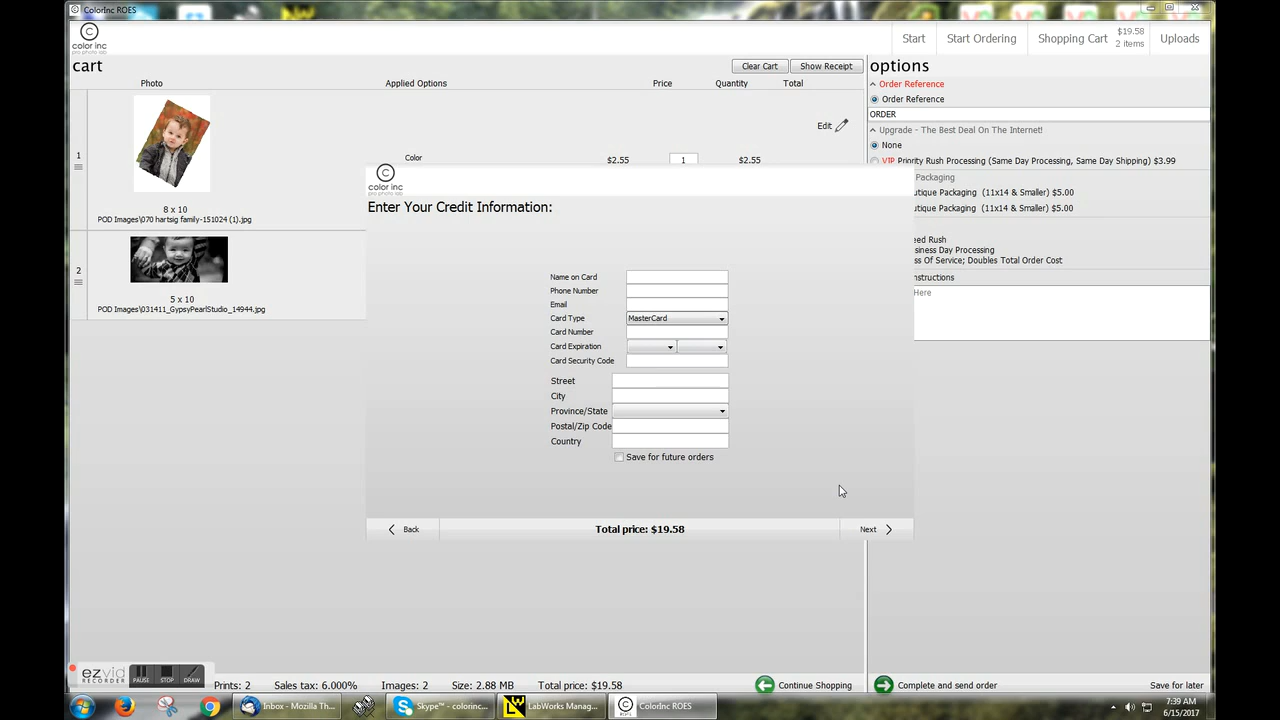 ColorInc ROES
color inc
pro photo lab
Start
Start Ordering
Shopping Cart
$19.58
2 items
Uploads
cart
Clear Cart
Show Receipt
options
Photo
Applied Options
Price
Quantity
Total
Order Reference
Order Reference
ORDER
Upgrade - The Best Deal On The Internet!
None
VIP Priority Rush Processing (Same Day Processing, Same Day Shipping) $3.99
Packaging
utique Packaging (11x14 & Smaller) $5.00
utique Packaging (11x14 & Smaller) $5.00
eed Rush
usiness Day Processing
ess Of Service; Doubles Total Order Cost
nstructions
Here
1
Edit
Color
$2.55
1
$2.55
8 x 10
POD Images\070 hartsig family-151024 (1).jpg
2
5 x 10
POD Images\031411_GypsyPearlStudio_14944.jpg
color inc
pro photo lab
Enter Your Credit Information:
Name on Card
Phone Number
Email
Card Type
MasterCard
Card Number
Card Expiration
Card Security Code
Street
City
Province/State
Postal/Zip Code
Country
Save for future orders
Back
Total price: $19.58
Next
ezvid
RECORDER
PAUSE
STOP
DRAW
Prints: 2
Sales tax: 6.000%
Images: 2
Size: 2.88 MB
Total price: $19.58
Continue Shopping
Complete and send order
Save for later
Inbox - Mozilla Th...
Skype™ - colorinc...
LabWorks Manag...
ColorInc ROES
7:39 AM
6/15/2017